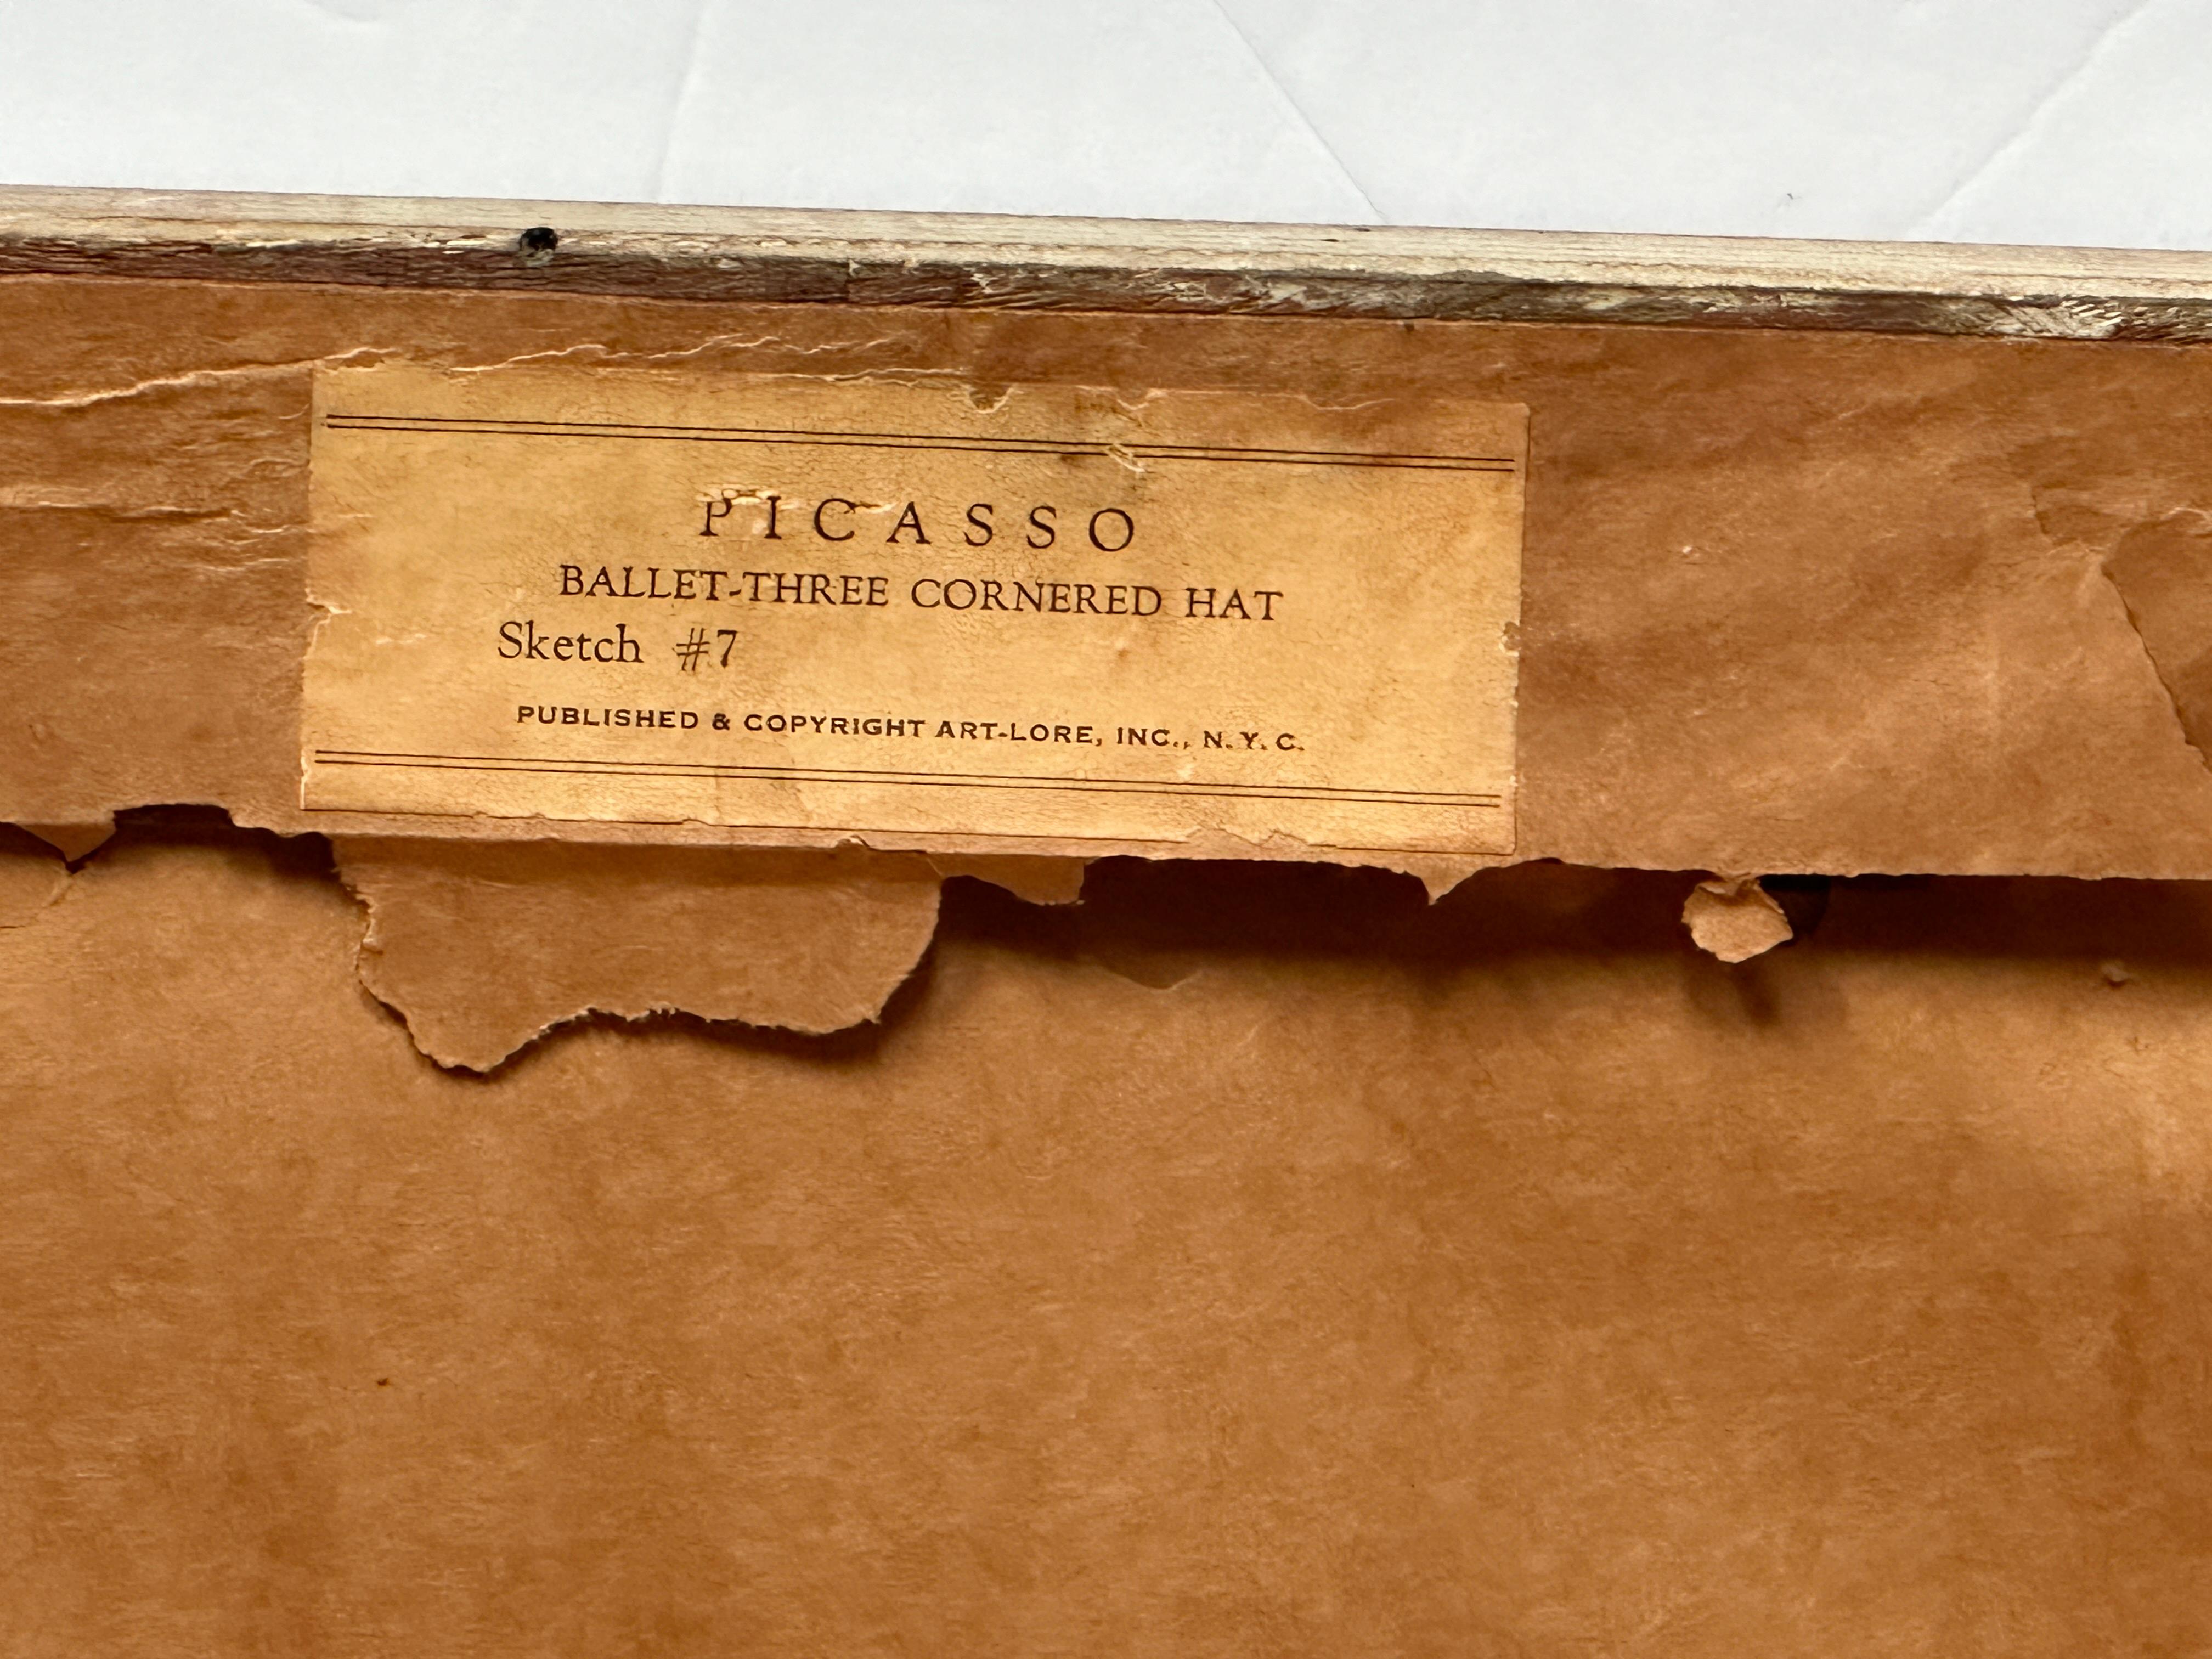 PICASSO
BALLET-THREE CORNERED HAT
Sketch #7
PUBLISHED & COPYRIGHT ART-LORE, INC., N. Y. C.